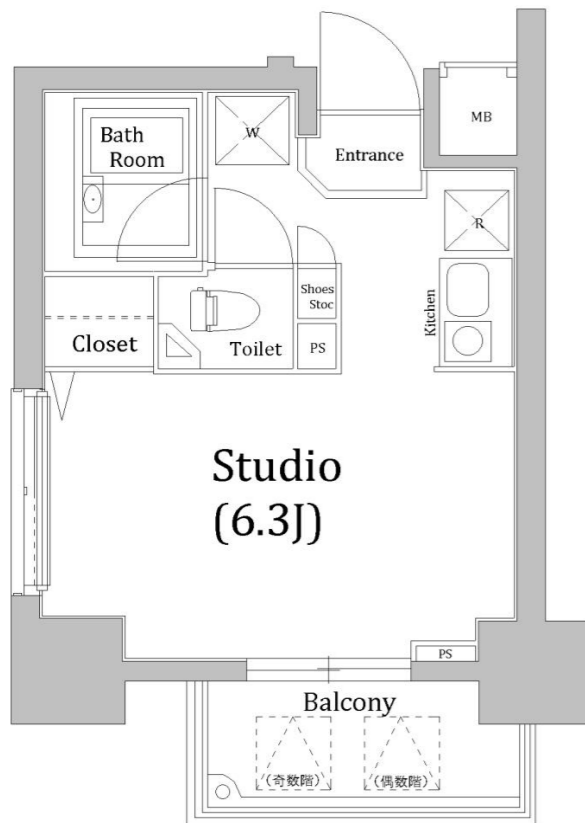 MB
Bath
Room
W
Entrance
R
Shoes
Stoc
Kitchen
Closet
Toilet
PS
Studio
(6.3J)
PS
Balcony
(奇数階)
(偶数階)